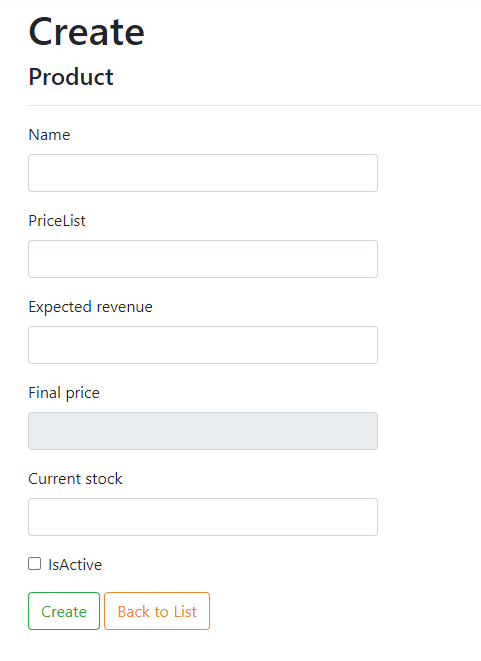 Create
Product
Name
PriceList
Expected revenue
Final price
Current stock
IsActive
Create Back to List